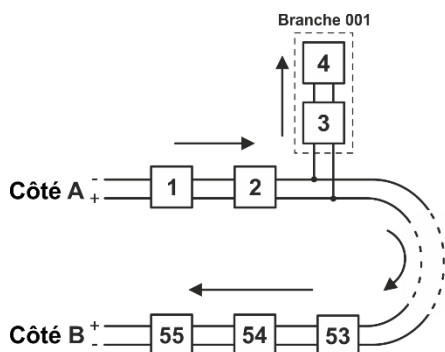 Branche 001
4
3
Côté A - +
1 2
Côté B + -
55 54 53